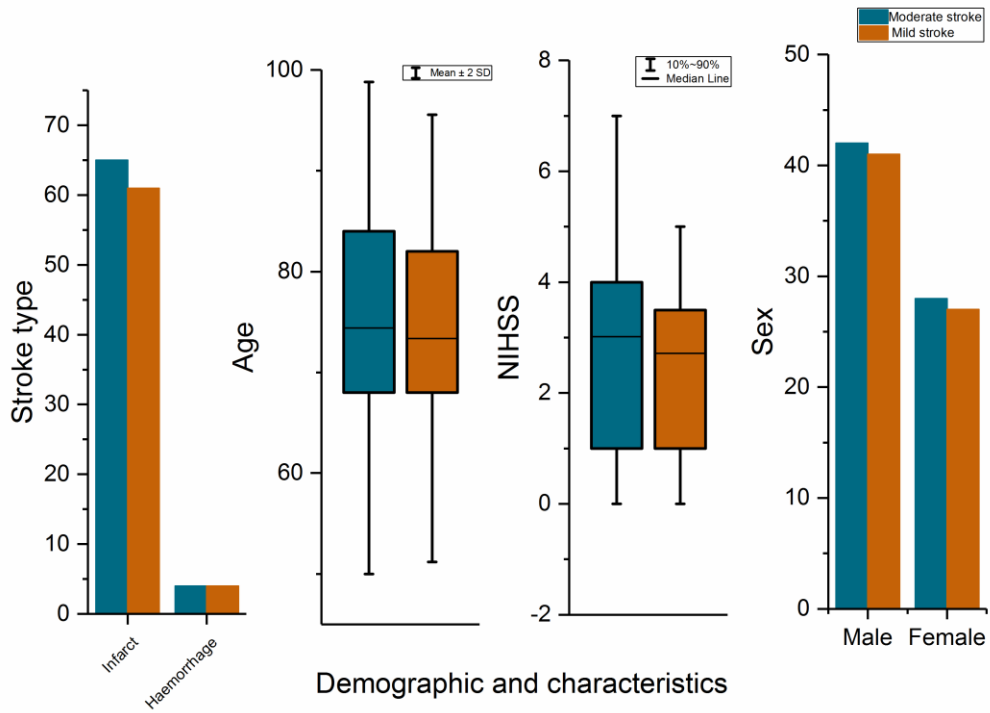 Moderate stroke
Mild stroke
Stroke type
70
60
50
40
30
20
10
0
Infarct
Haemorrhage
Age
100
80
60
Mean ± 2 SD
NIHSS
8
6
4
2
0
-2
10%~90%
Median Line
Sex
50
40
30
20
10
0
Male
Female
Demographic and characteristics